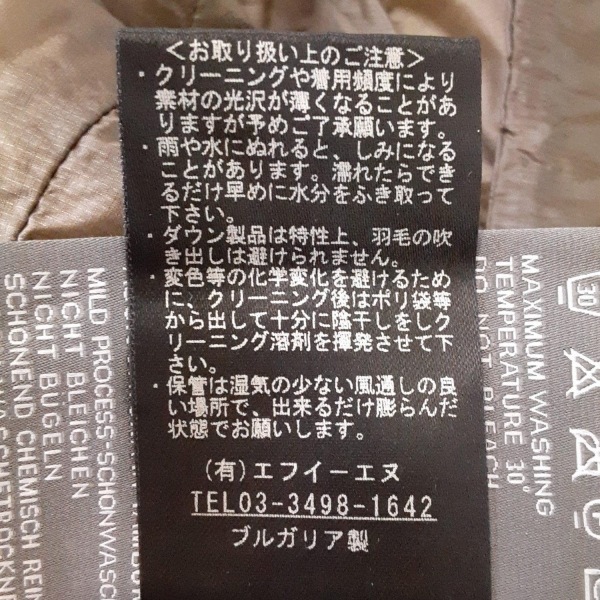 <お取り扱い上のご注意>
・クリーニングや着用頻度により
素材の光沢が薄くなることがあ
りますが予めご了承願います。
・雨や水にぬれると、しみになる
ことがあります。濡れたらでき
るだけ早めに水分をふき取って
下さい。
・ダウン製品は特性上、羽毛の吹
き出しは避けられません。
・変色等の化学変化を避けるため
に、クリーニング後はポリ袋等
から出して十分に陰干しをしク
リーニング溶剤を揮発させて下
さい。
・保管は湿気の少ない風通しの良
い場所で、出来るだけ膨らんだ
状態でお願いします。
(有)エフイーエヌ
TEL03-3498-1642
ブルガリア製
MAXIMUM WASHING
TEMPERATURE 30°
DO NOT BLEACH
30
MILD PROCESS-SCHONWASC
NICHT BLEICHEN
NICHT BUGELN
SCHONEND CHEMISCH REIN